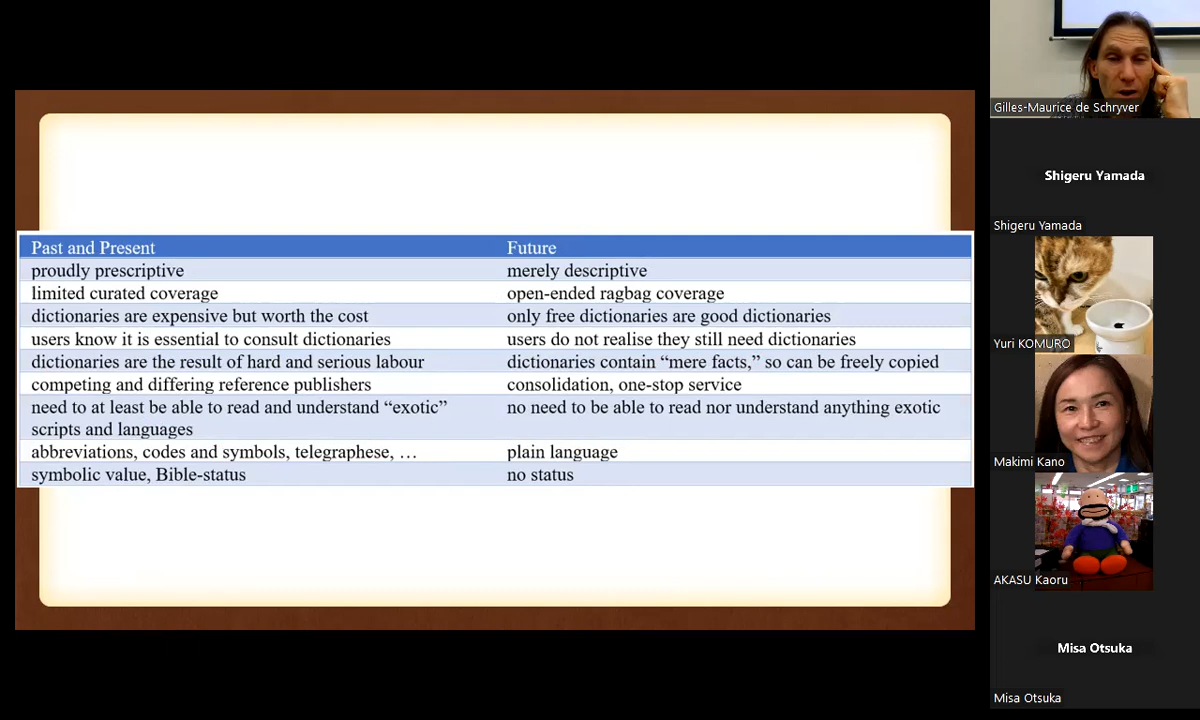 Past and Present Future
proudly prescriptive merely descriptive
limited curated coverage open-ended ragbag coverage
dictionaries are expensive but worth the cost only free dictionaries are good dictionaries
users know it is essential to consult dictionaries users do not realise they still need dictionaries
dictionaries are the result of hard and serious labour dictionaries contain “mere facts,” so can be freely copied
competing and differing reference publishers consolidation, one-stop service
need to at least be able to read and understand “exotic” no need to be able to read nor understand anything exotic
scripts and languages
abbreviations, codes and symbols, telegraphese, … plain language
symbolic value, Bible-status no status
Gilles-Maurice de Schryver
Shigeru Yamada
Shigeru Yamada
Yuri KOMURO
Makimi Kano
AKASU Kaoru
Misa Otsuka
Misa Otsuka